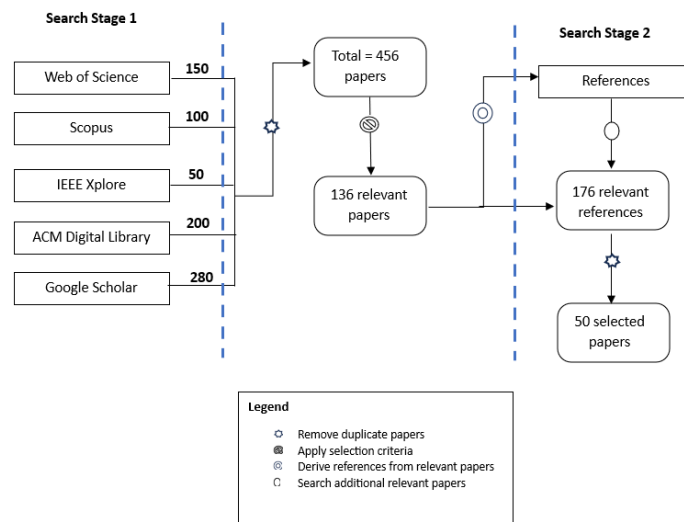 Search Stage 1
Web of Science
150
Scopus
100
IEEE Xplore
50
ACM Digital Library
200
Google Scholar
280
Total = 456
papers
136 relevant
papers
Search Stage 2
References
176 relevant
references
50 selected
papers
Legend
Remove duplicate papers
Apply selection criteria
Derive references from relevant papers
Search additional relevant papers